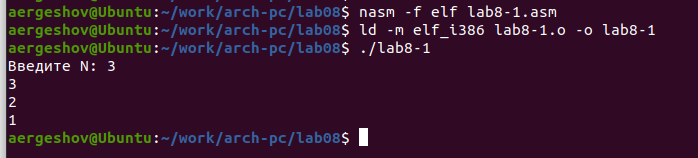 aergeshov@Ubuntu:~/work/arch-pc/lab08$ nasm -f elf lab8-1.asm
aergeshov@Ubuntu:~/work/arch-pc/lab08$ ld -m elf_i386 lab8-1.o -o lab8-1
aergeshov@Ubuntu:~/work/arch-pc/lab08$ ./lab8-1
Введите N: 3
3
2
1
aergeshov@Ubuntu:~/work/arch-pc/lab08$